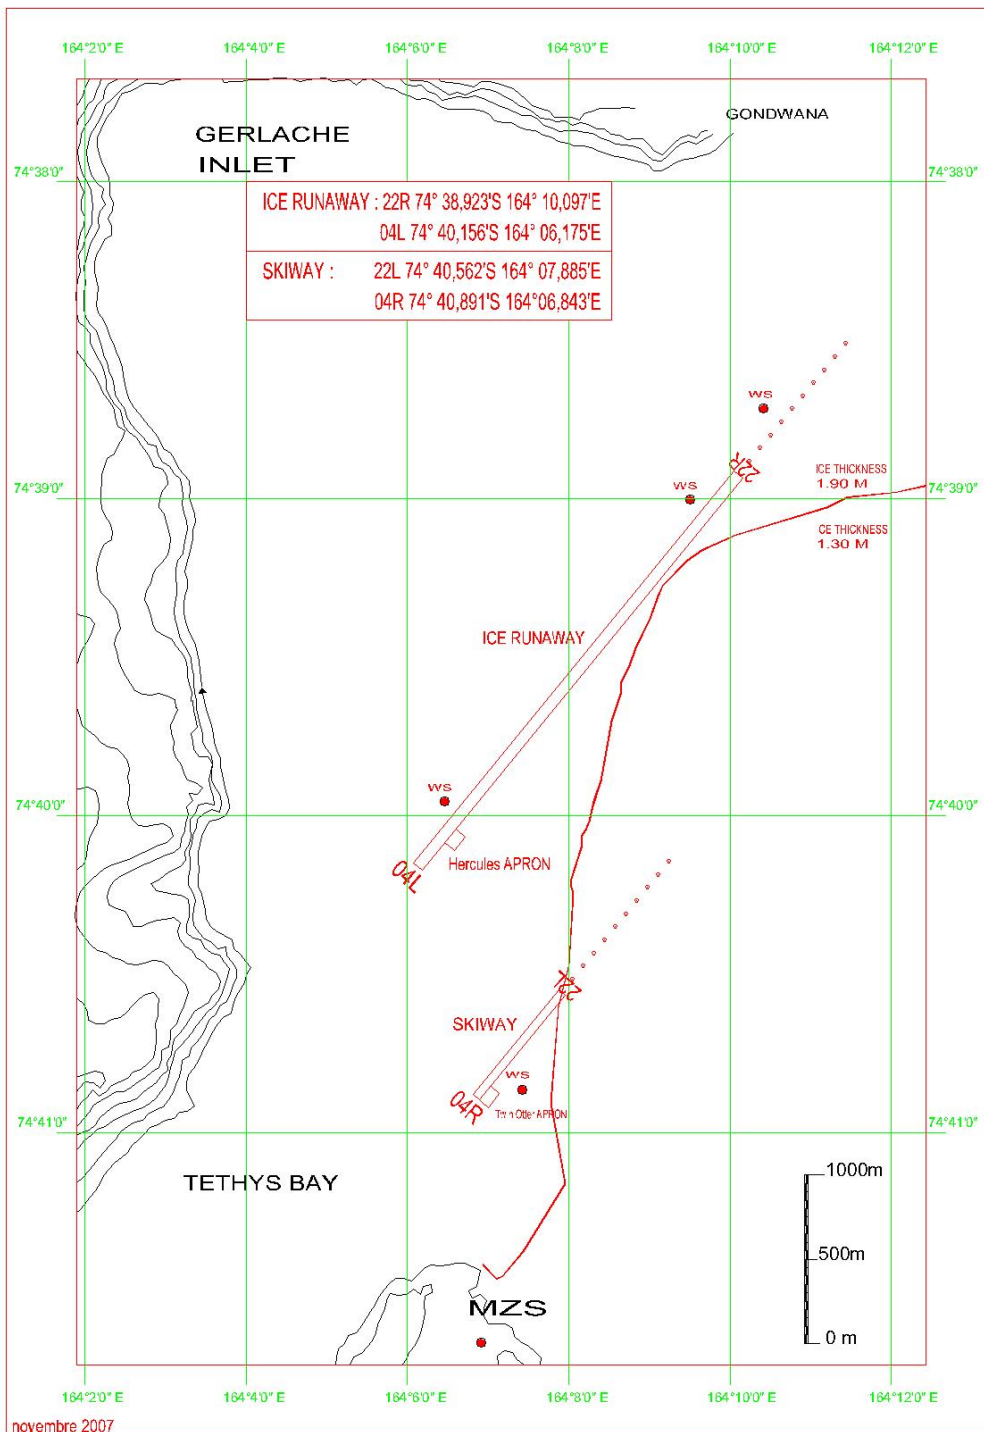 164°2'0" E
164°4'0" E
164°6'0" E
164°8'0" E
164°10'0" E
164°12'0" E
GONDWANA
GERLACHE
INLET
74°38'0"
74°38'0"
ICE RUNAWAY : 22R 74° 38,923'S 164° 10,097'E
04L 74° 40,156'S 164° 06,175'E
SKIWAY : 22L 74° 40,562'S 164° 07,885'E
04R 74° 40,891'S 164°06,843'E
WS
22R
ICE THICKNESS
1.90 M
WS
74°39'0"
74°39'0"
CE THICKNESS
1.30 M
ICE RUNAWAY
WS
74°40'0"
74°40'0"
Hercules APRON
04L
22L
SKIWAY
WS
04R
Twin Otter APRON
74°41'0"
74°41'0"
TETHYS BAY
1000m
500m
0 m
MZS
164°2'0" E
164°4'0" E
164°6'0" E
164°8'0" E
164°10'0" E
164°12'0" E
novembre 2007